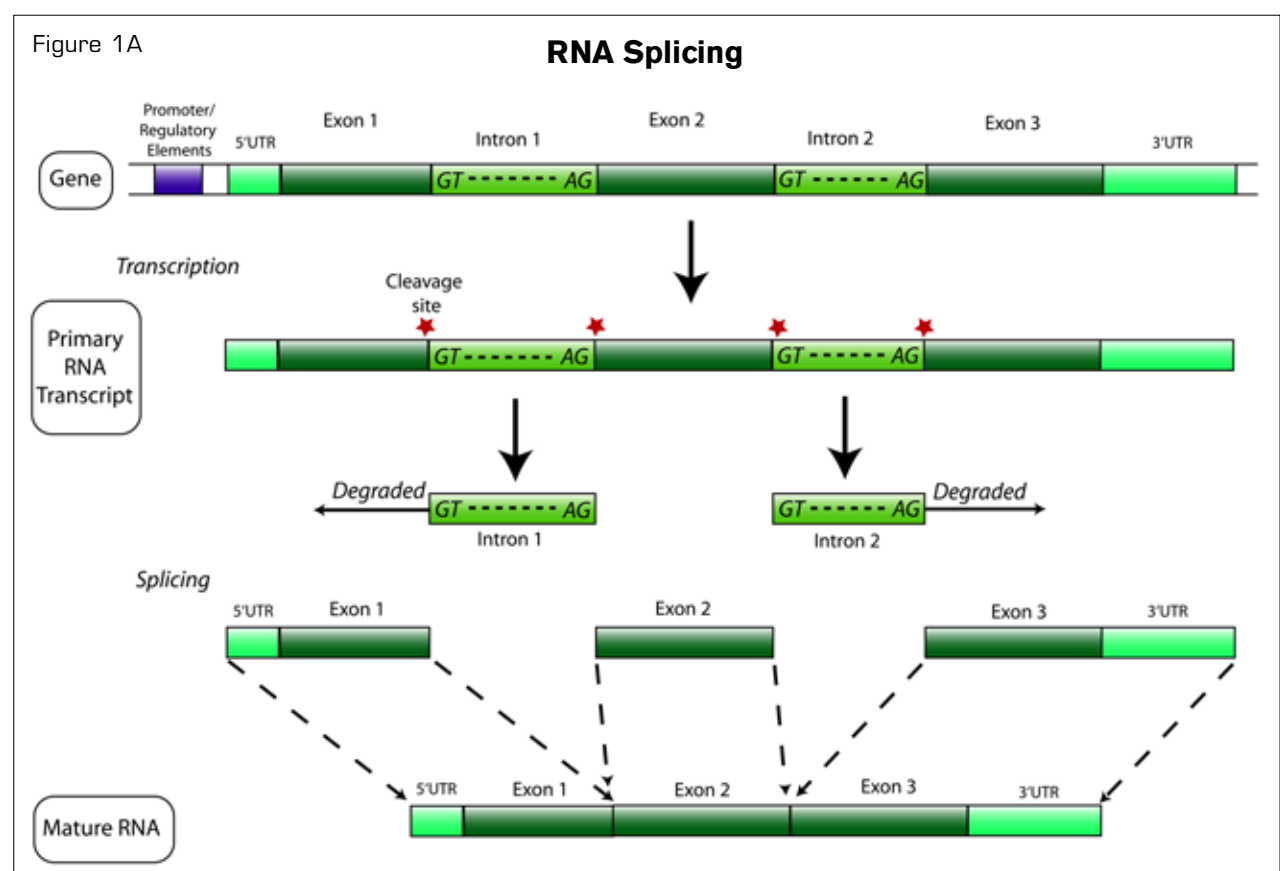 Figure 1A
RNA Splicing
Promoter/
Regulatory
Elements
5'UTR
Exon 1
Intron 1
Exon 2
Intron 2
Exon 3
3'UTR
Gene
GT ------- AG
GT ------ AG
Transcription
Cleavage
site
Primary
RNA
Transcript
GT ------- AG
GT ------ AG
Degraded
GT ------- AG
GT ------ AG
Degraded
Intron 1
Intron 2
Splicing
5'UTR
Exon 1
Exon 2
Exon 3
3'UTR
5'UTR
Exon 1
Exon 2
Exon 3
3'UTR
Mature RNA